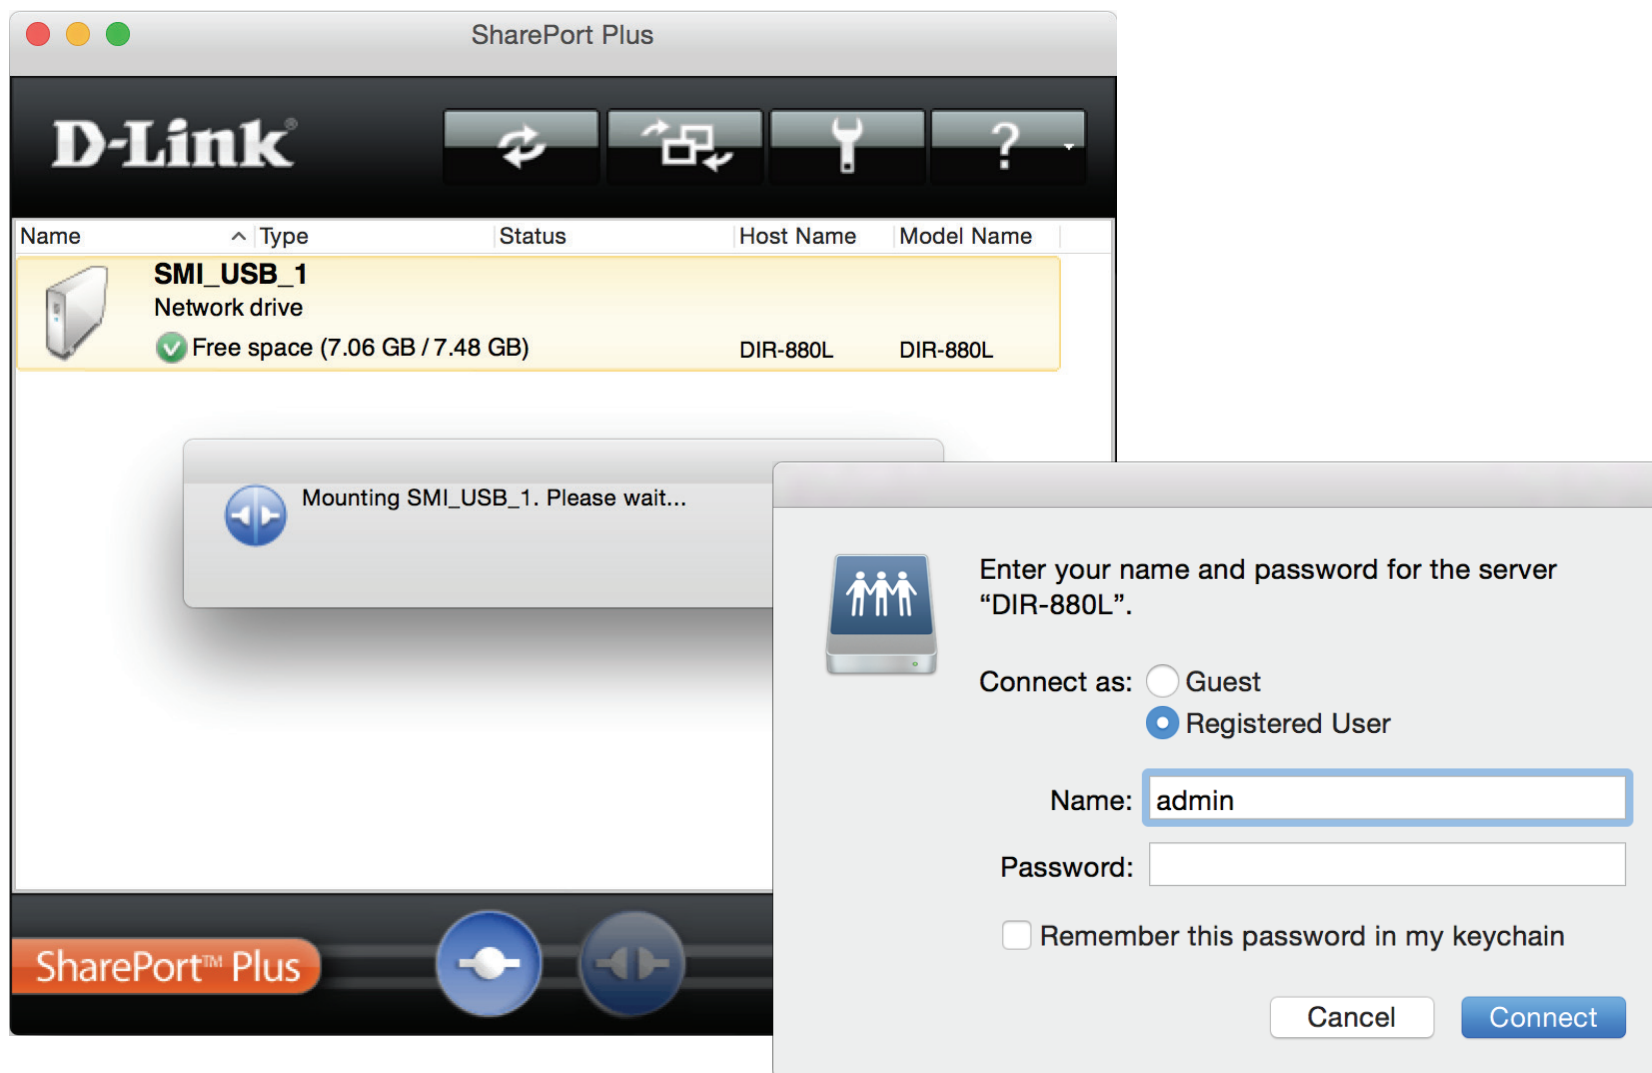 SharePort Plus
D-Link®
?
Name Type Status Host Name Model Name
SMI_USB_1
Network drive
Free space (7.06 GB / 7.48 GB) DIR-880L DIR-880L
Mounting SMI_USB_1. Please wait...
Enter your name and password for the server
“DIR-880L”.
Connect as: Guest
Registered User
Name: admin
Password:
Remember this password in my keychain
Cancel Connect
SharePort™ Plus